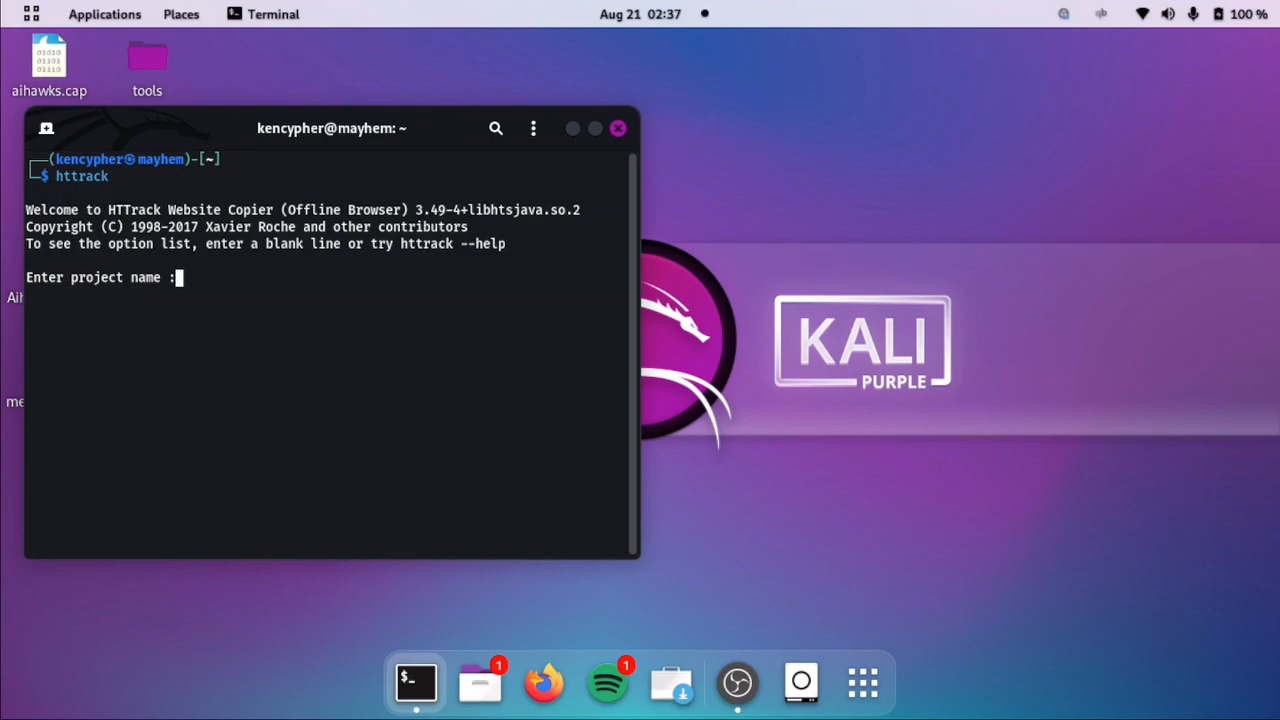 Applications Places Terminal Aug 21 02:37 100 %
aihawks.cap tools
kencypher@mayhem: ~
┌──(kencypher㉿mayhem)-[~]
└─$ httrack
Welcome to HTTrack Website Copier (Offline Browser) 3.49-4+libhtsjava.so.2
Copyright (C) 1998-2017 Xavier Roche and other contributors
To see the option list, enter a blank line or try httrack --help
Enter project name :
KALI
PURPLE
1 1